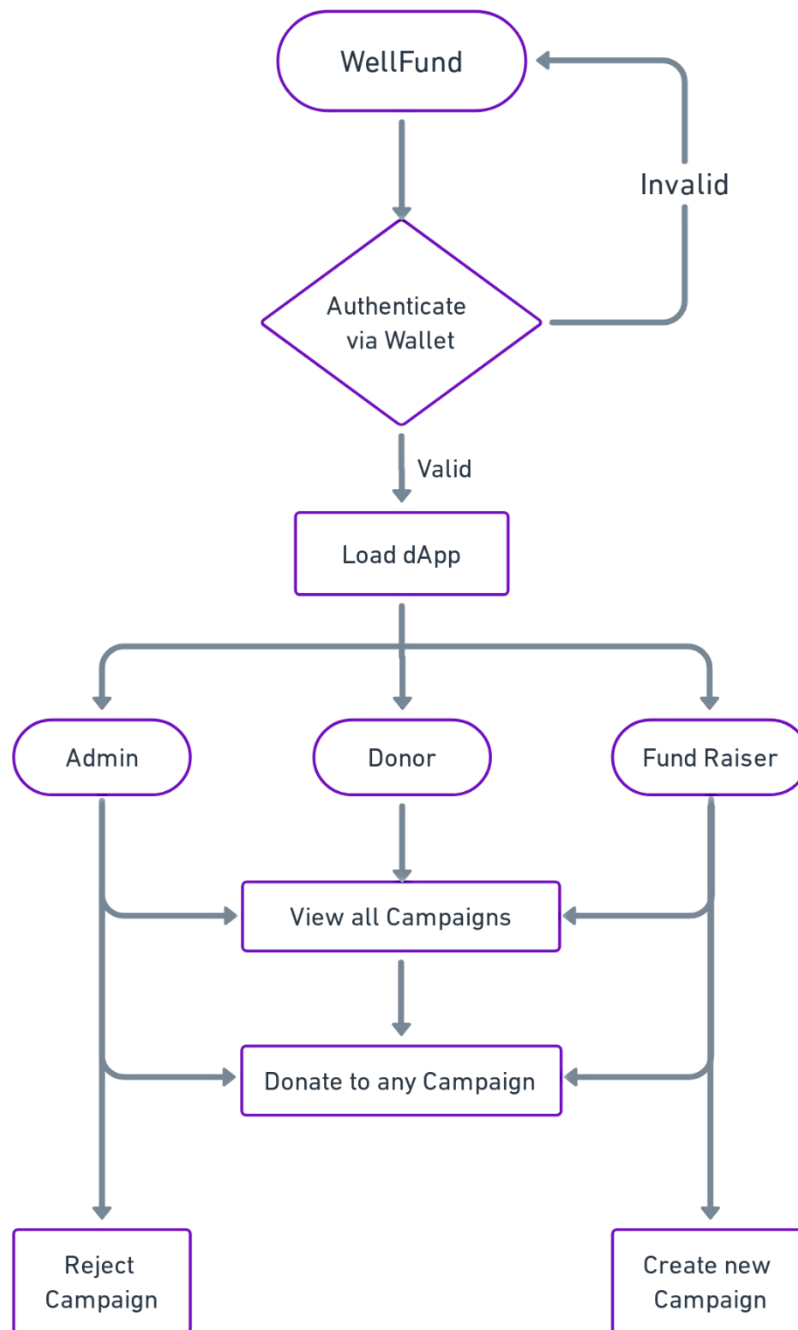 WellFund
Invalid
Authenticate
via Wallet
Valid
Load dApp
Admin
Donor
Fund Raiser
View all Campaigns
Donate to any Campaign
Reject
Campaign
Create new
Campaign